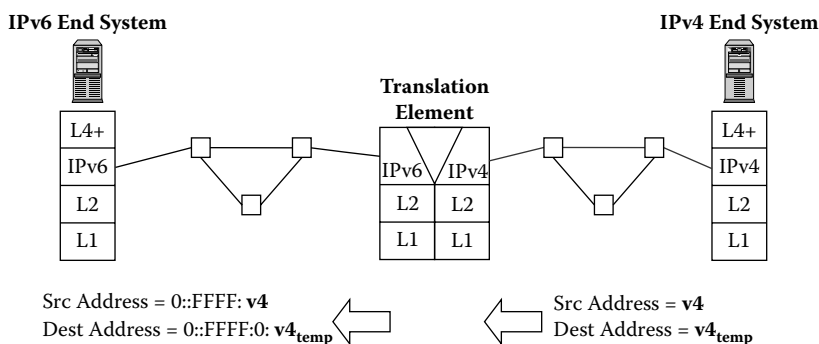 IPv6 End System
IPv4 End System
Translation
Element
L4+
IPv6
L2
L1
IPv6 IPv4
L2 L2
L1 L1
L4+
IPv4
L2
L1
Src Address = 0::FFFF: v4
Dest Address = 0::FFFF:0: v4temp
Src Address = v4
Dest Address = v4temp